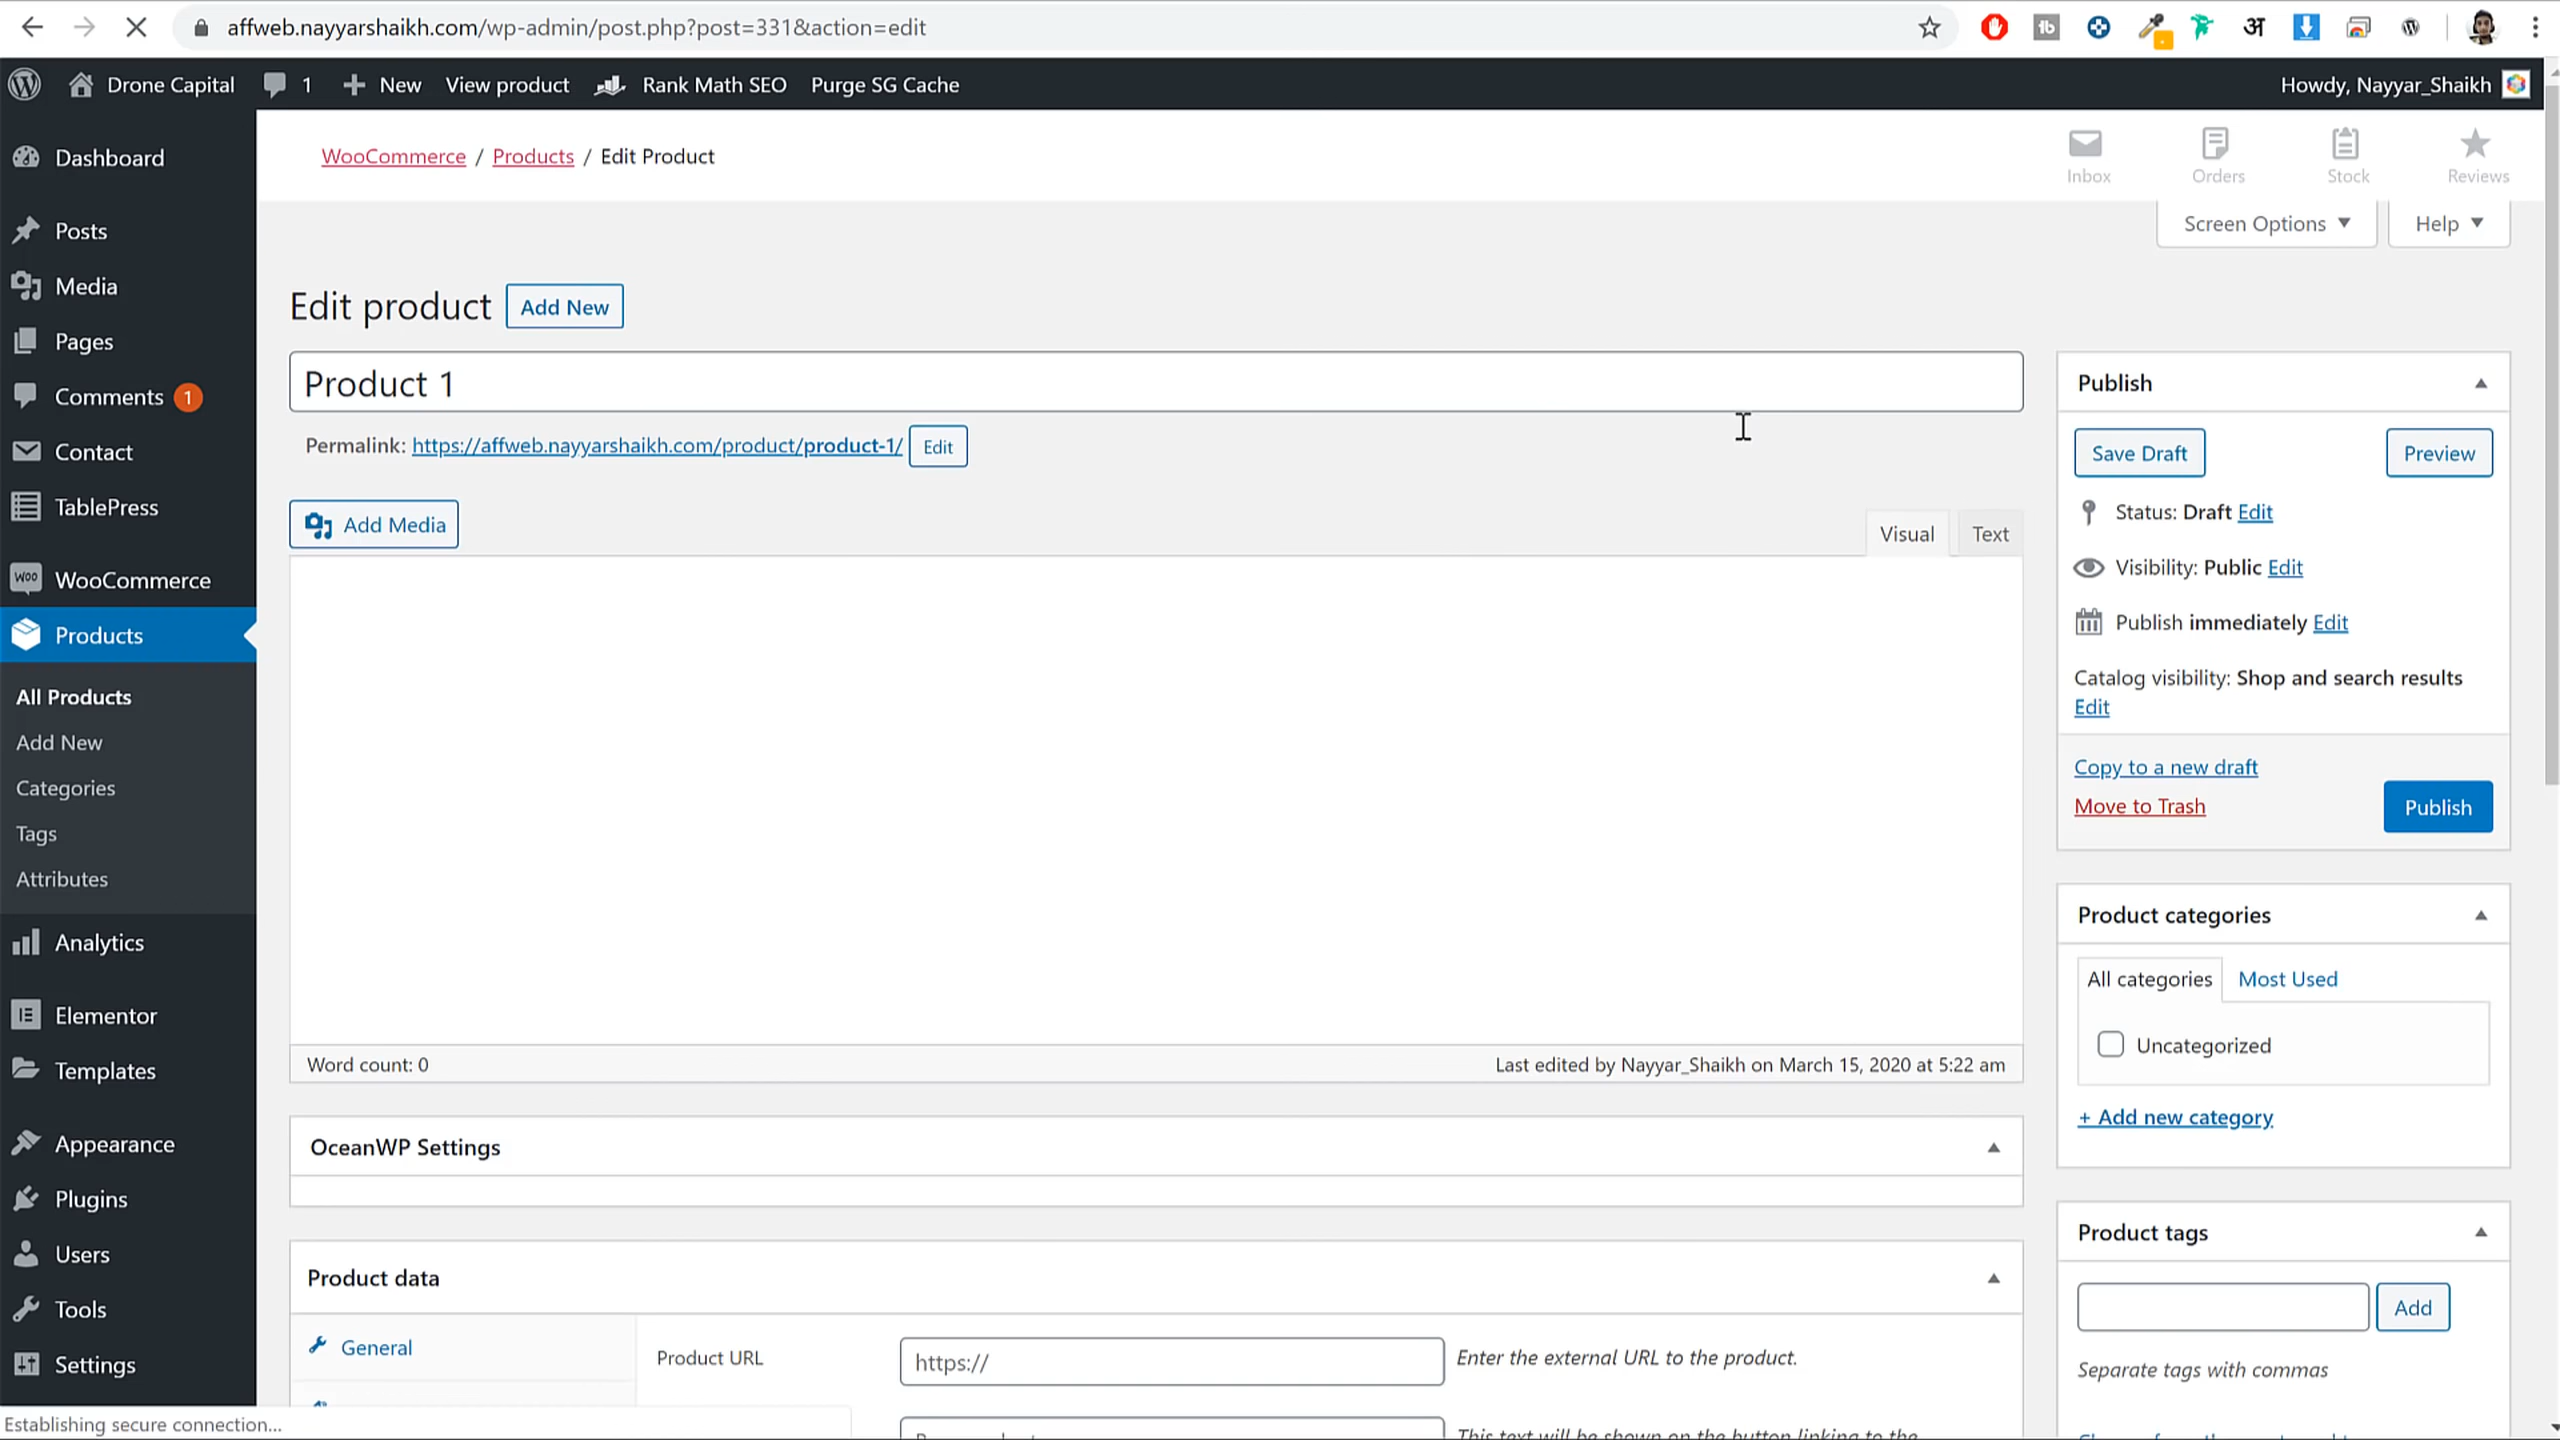 affweb.nayyarshaikh.com/wp-admin/post.php?post=331&action=edit
Drone Capital 1 New View product Rank Math SEO Purge SG Cache Howdy, Nayyar_Shaikh
Dashboard
Posts
Media
Pages
Comments 1
Contact
TablePress
WooCommerce
Products
All Products
Add New
Categories
Tags
Attributes
Analytics
Elementor
Templates
Appearance
Plugins
Users
Tools
Settings
Establishing secure connection...
WooCommerce / Products / Edit Product
Inbox Orders Stock Reviews
Screen Options Help
Edit product Add New
Product 1
Permalink: https://affweb.nayyarshaikh.com/product/product-1/ Edit
Add Media
Visual Text
Word count: 0 Last edited by Nayyar_Shaikh on March 15, 2020 at 5:22 am
OceanWP Settings
Product data
General
Product URL https:// Enter the external URL to the product.
This text will be shown on the button linking to the
Publish
Save Draft Preview
Status: Draft Edit
Visibility: Public Edit
Publish immediately Edit
Catalog visibility: Shop and search results
Edit
Copy to a new draft
Move to Trash Publish
Product categories
All categories Most Used
Uncategorized
+ Add new category
Product tags
Add
Separate tags with commas